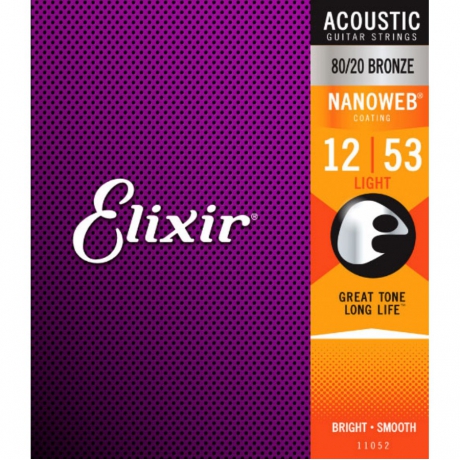 ACOUSTIC
GUITAR STRINGS
80/20 BRONZE
NANOWEB®
COATING
12 | 53
LIGHT
Elixir®
GREAT TONE
LONG LIFE™
BRIGHT • SMOOTH
11052